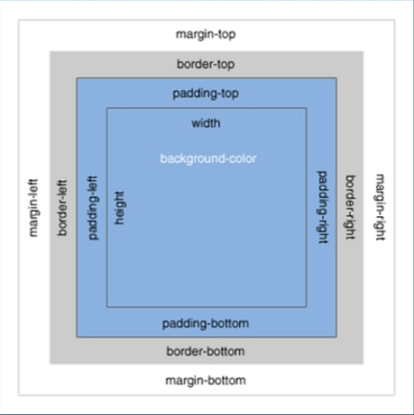 margin-top
border-top
padding-top
width
background-color
margin-left
border-left
padding-left
height
padding-right
border-right
margin-right
padding-bottom
border-bottom
margin-bottom